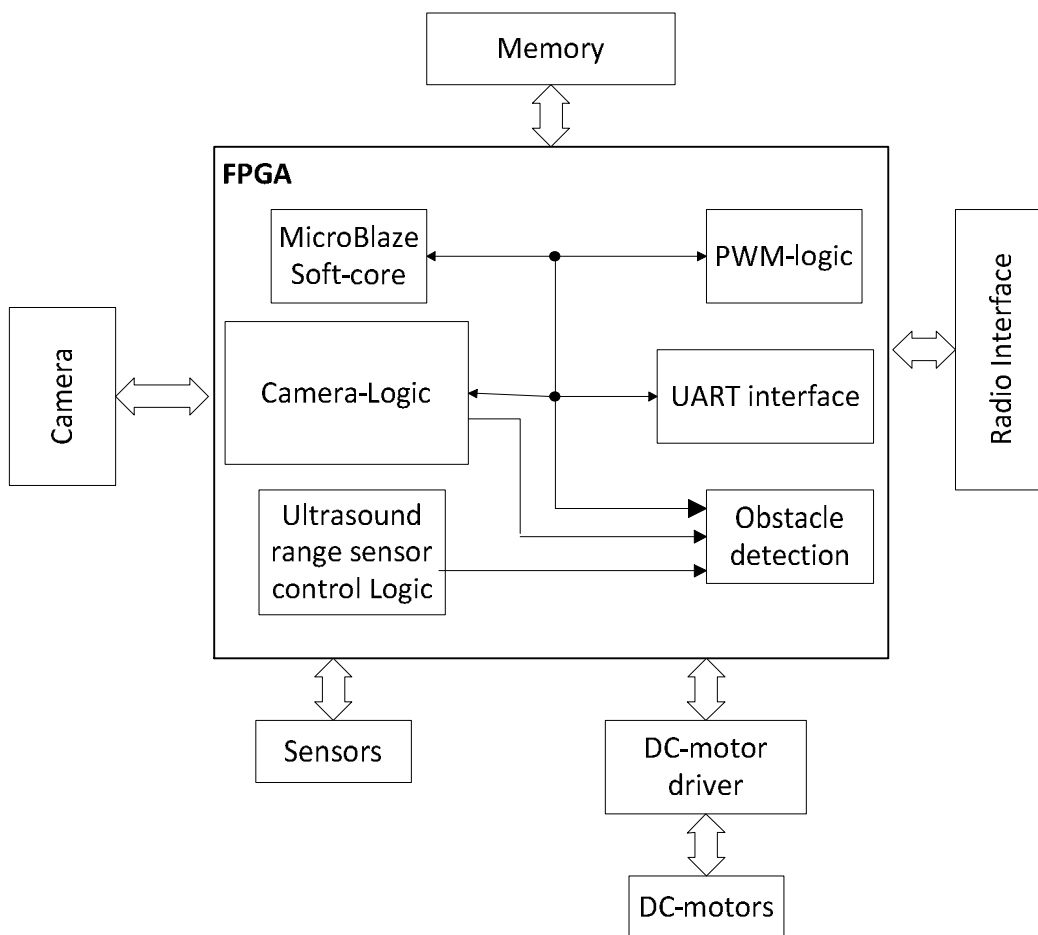 Memory
FPGA
MicroBlaze
Soft-core
PWM-logic
Camera
Camera-Logic
UART interface
Radio Interface
Ultrasound
range sensor
control Logic
Obstacle
detection
Sensors
DC-motor
driver
DC-motors